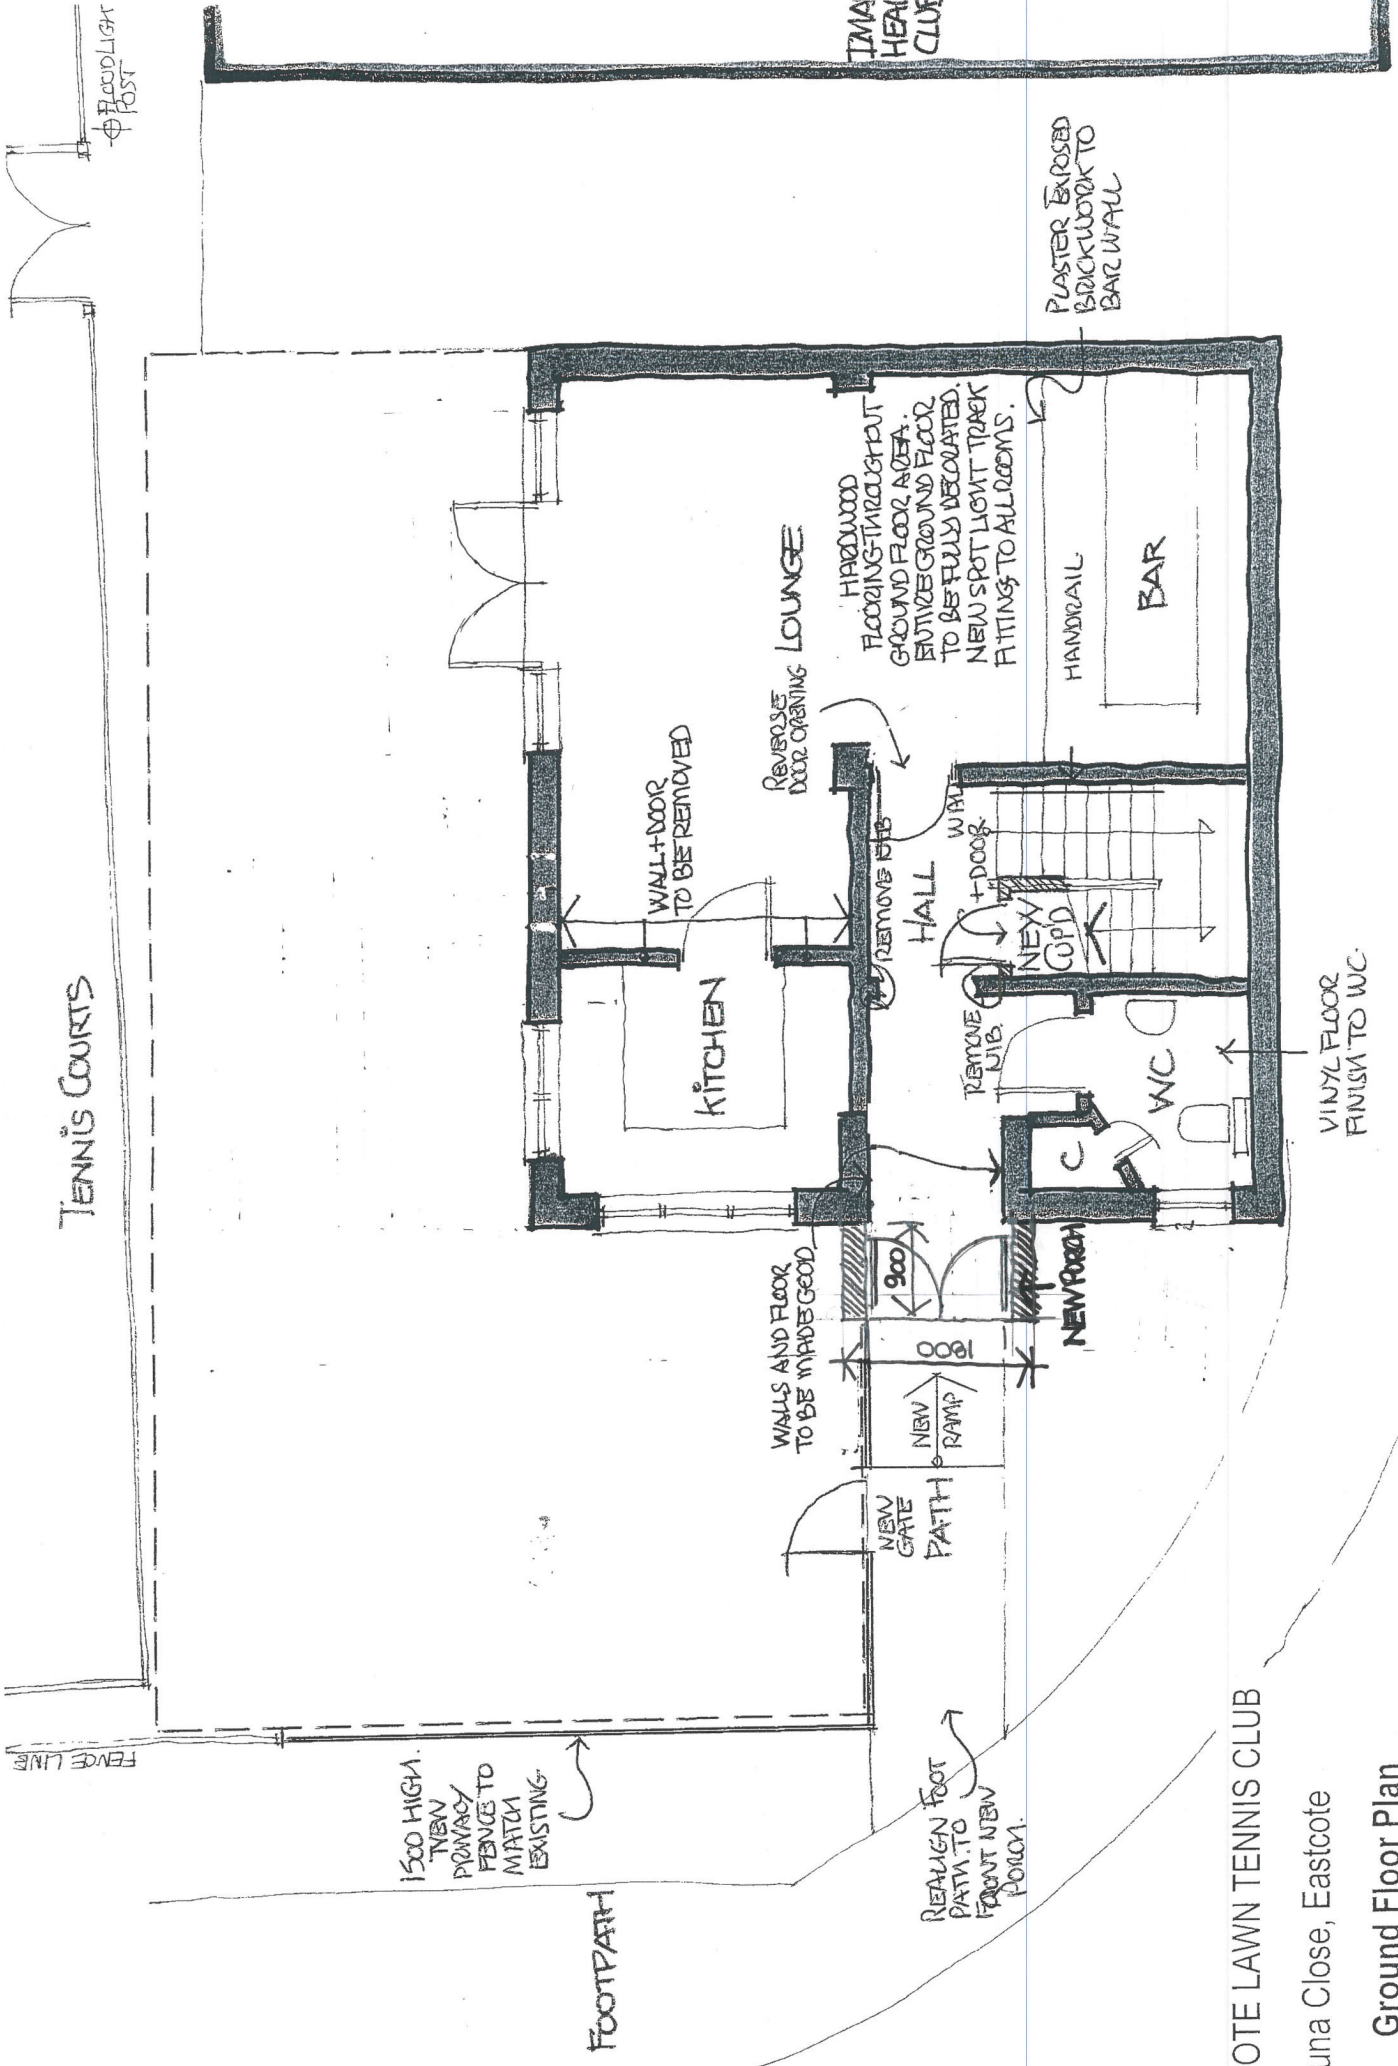 FLOODLIGHT
POST
TENNIS COURTS
FENCE LINE
1500 HIGH.
NEW
PRIVACY
FENCE TO
MATCH
EXISTING
FOOTPATH
WALL+DOOR
TO BE REMOVED
KITCHEN
REVERSE
DOOR OPENING
LOUNGE
HARDWOOD
FLOORING THROUGHOUT
GROUND FLOOR AREA.
ENTIRE GROUND FLOOR
TO BE FULLY DECORATED.
NEW SPOT LIGHT TRACK
FITTINGS TO ALL ROOMS.
PLASTER EXPOSED
BRICKWORK TO
BAR WALL
HANDRAIL
BAR
WALLS AND FLOOR
TO BE MADE GOOD
REMOVE NIB
HALL
WALL
+DOOR
NEW
CUP'D
REMOVE
NIB.
C
WC
VINYL FLOOR
FINISH TO WC.
900
1800
NEW PORCH
NEW
RAMP
NEW
GATE
PATH
REALIGN FOOT
PATH TO
FRONT NEW
PORCH.
HEAL
CLUB
OTE LAWN TENNIS CLUB
una Close, Eastcote
Ground Floor Plan